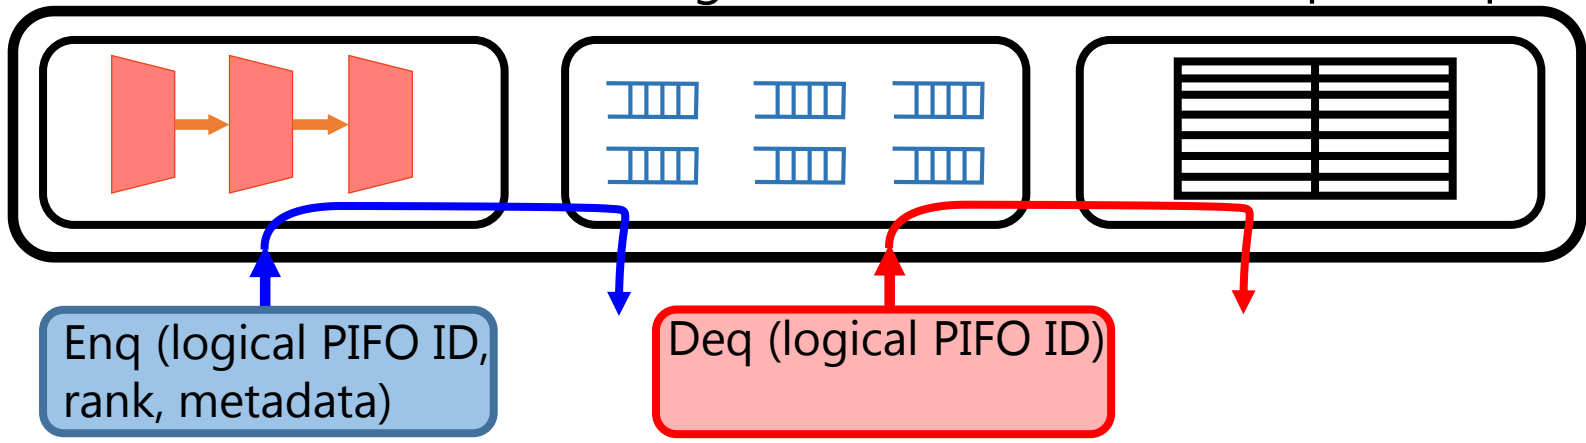 Enq (logical PIFO ID,
rank, metadata)
Deq (logical PIFO ID)